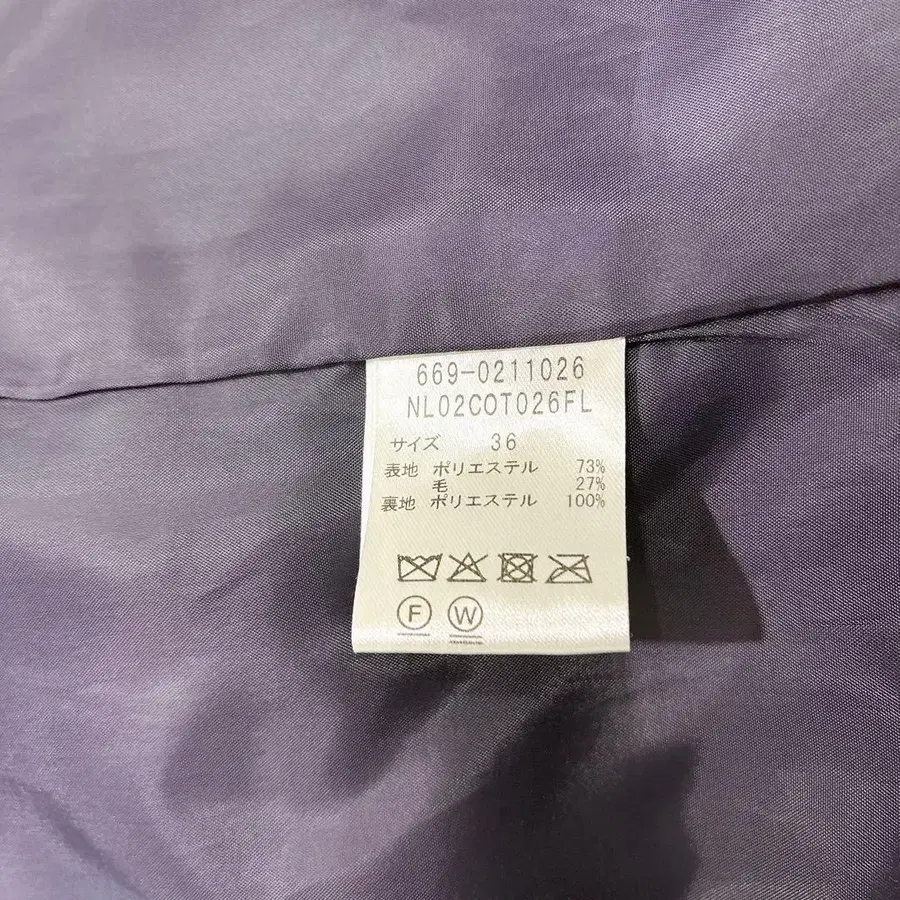 669-0211026
NL02COT026FL
サイズ 36
表地 ポリエステル 73%
毛 27%
裏地 ポリエステル 100%
F W